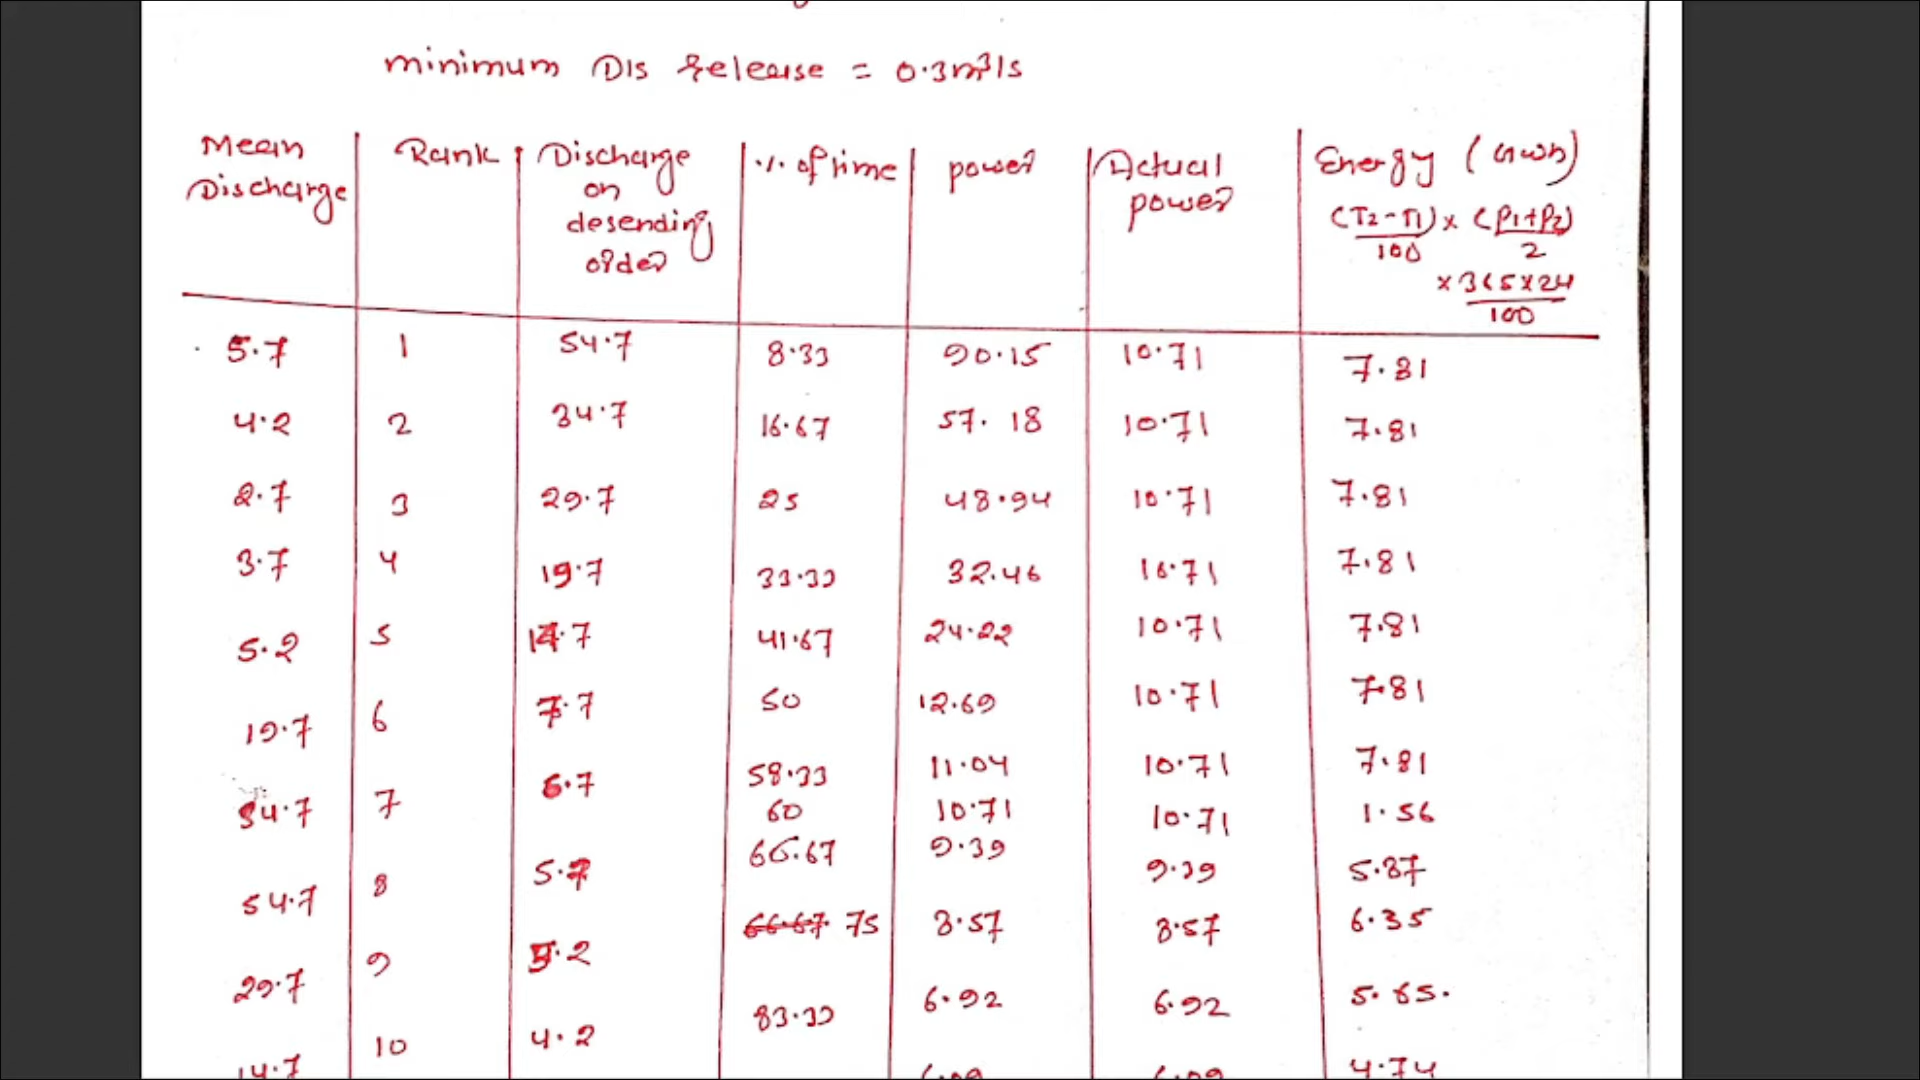 minimum D/s release = 0.3m³/s
Mean Discharge | Rank | Discharge on desending order | % of time | power | Actual power | Energy (GWh) (T2-T1)/100 x (P1+P2)/2 x 365x24/100
5.7 | 1 | 54.7 | 8.33 | 90.15 | 10.71 | 7.81
4.2 | 2 | 34.7 | 16.67 | 57.18 | 10.71 | 7.81
2.7 | 3 | 29.7 | 25 | 48.94 | 10.71 | 7.81
3.7 | 4 | 19.7 | 33.33 | 32.46 | 10.71 | 7.81
5.2 | 5 | 14.7 | 41.67 | 24.22 | 10.71 | 7.81
19.7 | 6 | 7.7 | 50 | 12.69 | 10.71 | 7.81
34.7 | 7 | 6.7 | 58.33 | 11.04 | 10.71 | 7.81
60 | 10.71 | 10.71 | 1.56
54.7 | 8 | 5.7 | 66.67 | 9.39 | 9.39 | 5.87
29.7 | 9 | 5.2 | 66.67 75 | 8.57 | 8.57 | 6.35
14.7 | 10 | 4.2 | 83.33 | 6.92 | 6.92 | 5.65.
4.74